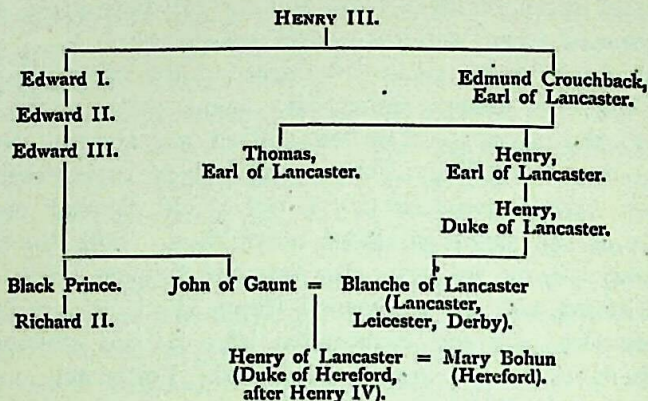 HENRY III.
Edward I.
Edmund Crouchback,
Earl of Lancaster.
Edward II.
Edward III.
Thomas,
Earl of Lancaster.
Henry,
Earl of Lancaster.
Henry,
Duke of Lancaster.
Black Prince.
John of Gaunt = Blanche of Lancaster
(Lancaster,
Leicester, Derby).
Richard II.
Henry of Lancaster = Mary Bohun
(Duke of Hereford, (Hereford).
after Henry IV).